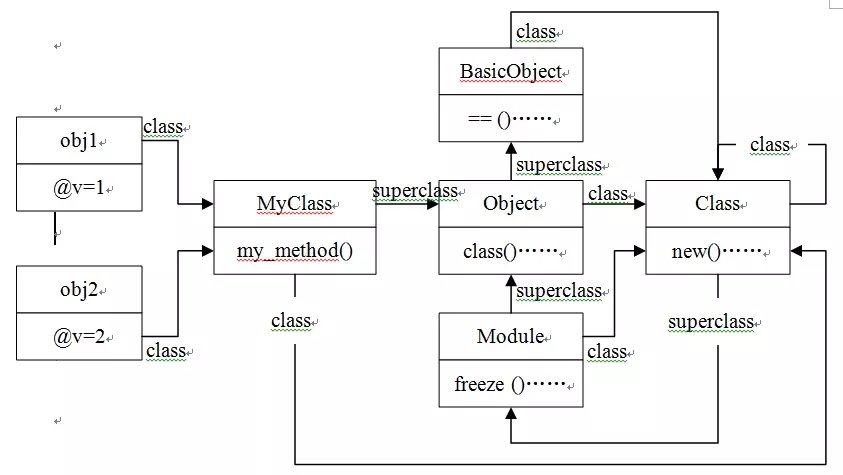 class
BasicObject
== ()……
class
obj1
@v=1
class
superclass
MyClass
my_method()
superclass
Object
class()……
class
Class
new()……
obj2
@v=2
class
class
superclass
superclass
Module
freeze ()……
class